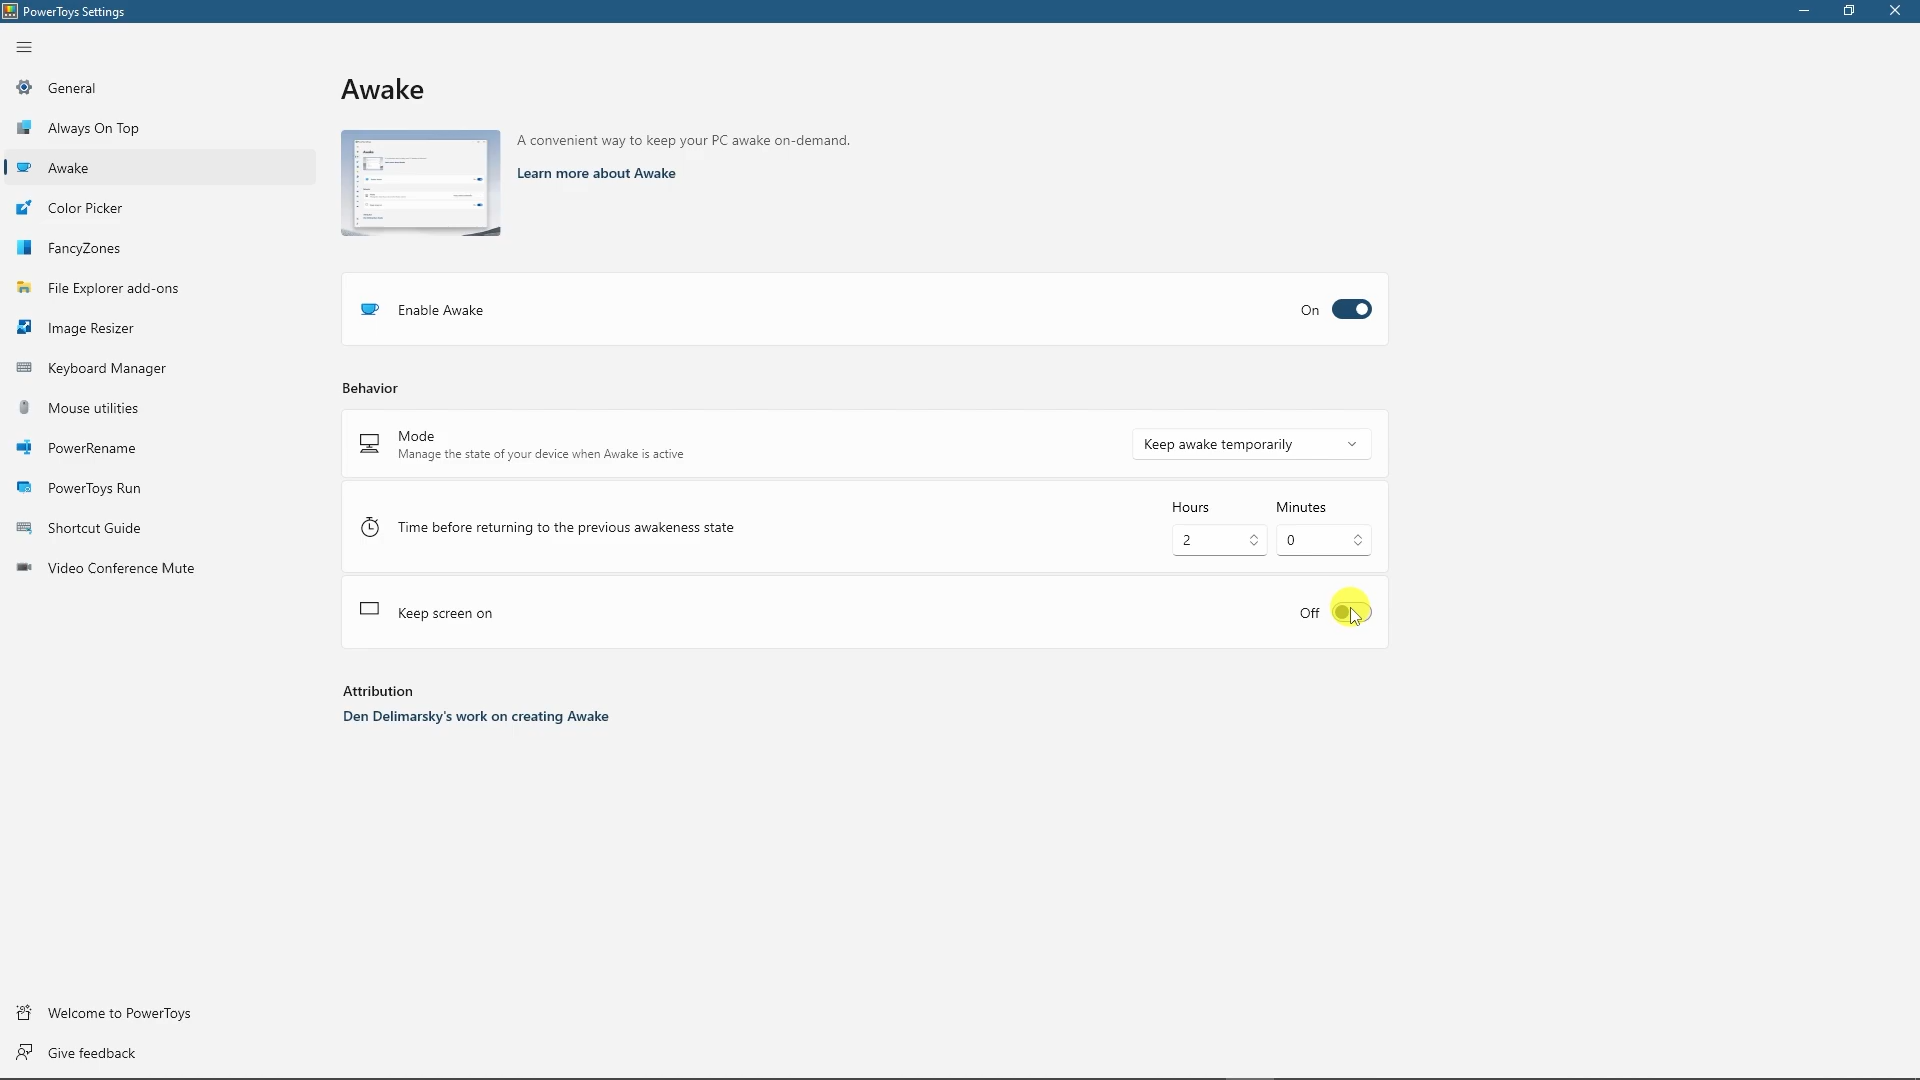 PowerToys Settings
General
Always On Top
Awake
Color Picker
FancyZones
File Explorer add-ons
Image Resizer
Keyboard Manager
Mouse utilities
PowerRename
PowerToys Run
Shortcut Guide
Video Conference Mute
Welcome to PowerToys
Give feedback
Awake
A convenient way to keep your PC awake on-demand.
Learn more about Awake
Enable Awake
On
Behavior
Mode
Manage the state of your device when Awake is active
Keep awake temporarily
Time before returning to the previous awakeness state
Hours
Minutes
2
0
Keep screen on
Off
Attribution
Den Delimarsky's work on creating Awake